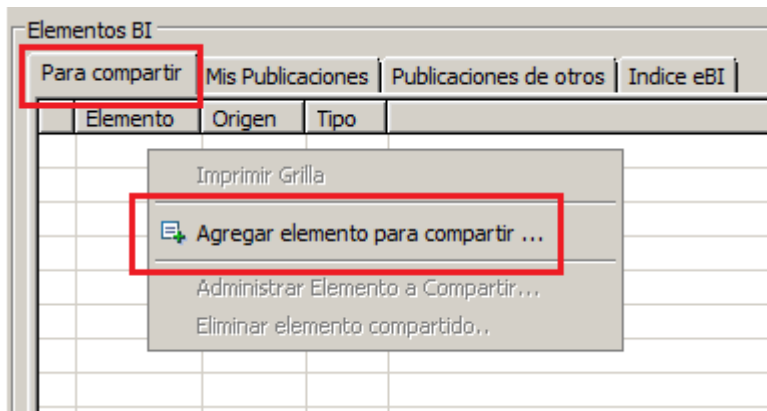 Elementos BI
Para compartir Mis Publicaciones Publicaciones de otros Indice eBI
Elemento Origen Tipo
Imprimir Grilla
Agregar elemento para compartir ...
Administrar Elemento a Compartir...
Eliminar elemento compartido..